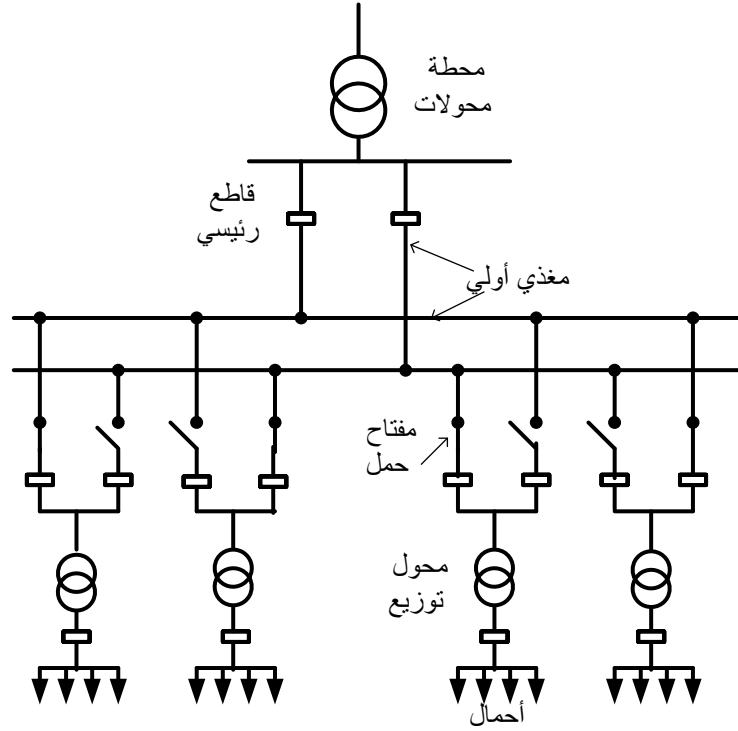 محطة
محولات
قاطع
رئيسي
مغذي أولي
مفتاح
حمل
محول
توزيع
أحمال